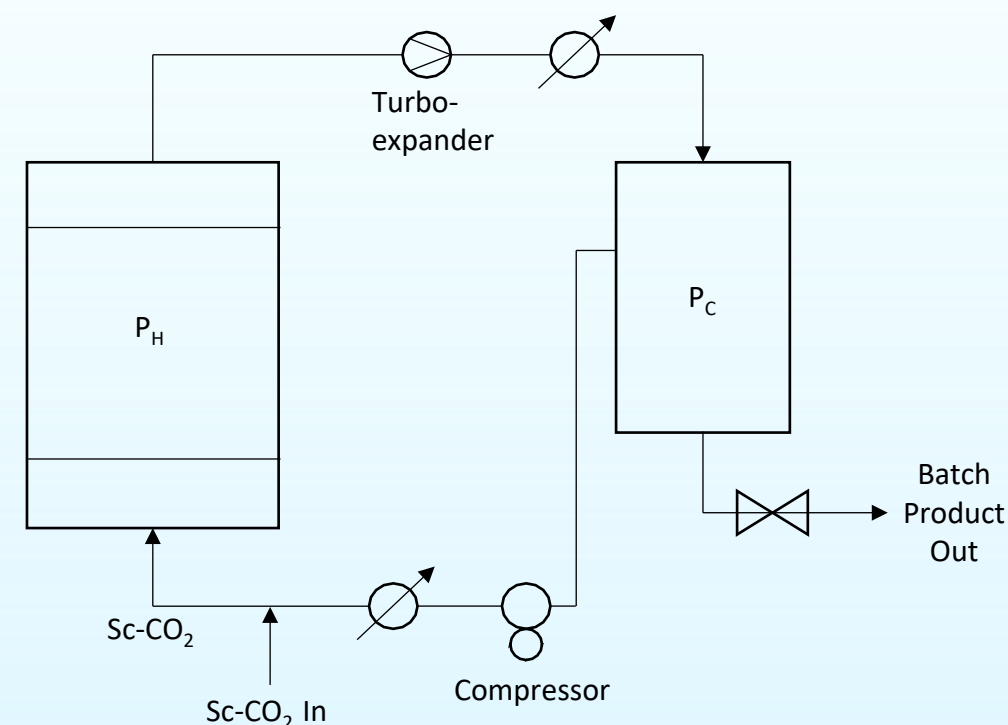 Turbo-
expander
P_H
P_C
Batch
Product
Out
Sc-CO₂
Compressor
Sc-CO₂ In